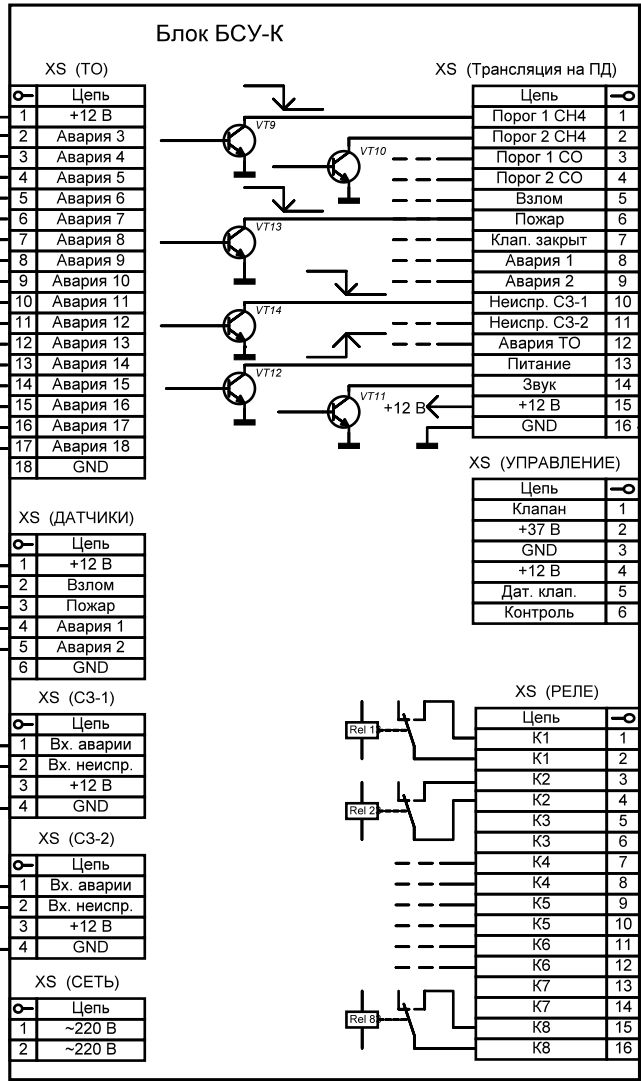 Блок БСУ-К
XS (ТО)
Цепь
1 +12 В
2 Авария 3
3 Авария 4
4 Авария 5
5 Авария 6
6 Авария 7
7 Авария 8
8 Авария 9
9 Авария 10
10 Авария 11
11 Авария 12
12 Авария 13
13 Авария 14
14 Авария 15
15 Авария 16
16 Авария 17
17 Авария 18
18 GND
XS (ДАТЧИКИ)
Цепь
1 +12 В
2 Взлом
3 Пожар
4 Авария 1
5 Авария 2
6 GND
XS (СЗ-1)
Цепь
1 Вх. аварии
2 Вх. неиспр.
3 +12 В
4 GND
XS (СЗ-2)
Цепь
1 Вх. аварии
2 Вх. неиспр.
3 +12 В
4 GND
XS (СЕТЬ)
Цепь
1 ~220 В
2 ~220 В
VT9
VT10
VT13
VT14
VT12
VT11
+12 В
XS (Трансляция на ПД)
Цепь
Порог 1 СН4 1
Порог 2 СН4 2
Порог 1 СО 3
Порог 2 СО 4
Взлом 5
Пожар 6
Клап. закрыт 7
Авария 1 8
Авария 2 9
Неиспр. СЗ-1 10
Неиспр. СЗ-2 11
Авария ТО 12
Питание 13
Звук 14
+12 В 15
GND 16
XS (УПРАВЛЕНИЕ)
Цепь
Клапан 1
+37 В 2
GND 3
+12 В 4
Дат. клап. 5
Контроль 6
Rel 1
Rel 2
Rel 8
XS (РЕЛЕ)
Цепь
К1 1
К1 2
К2 3
К2 4
К3 5
К3 6
К4 7
К4 8
К5 9
К5 10
К6 11
К6 12
К7 13
К7 14
К8 15
К8 16